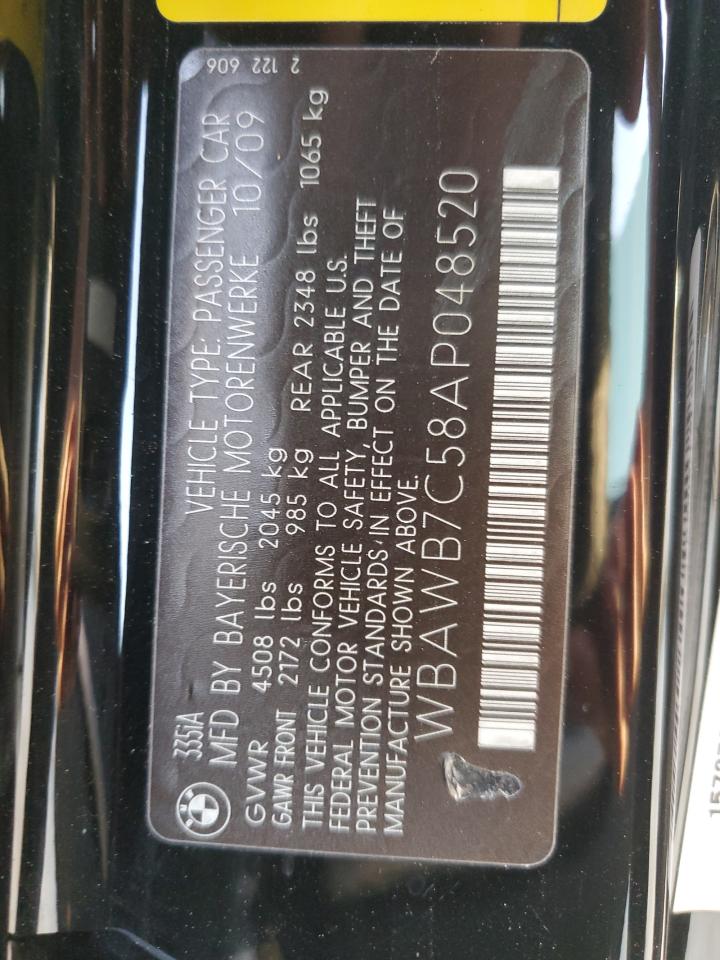 335iA VEHICLE TYPE: PASSENGER CAR
MFD BY BAYERISCHE MOTORENWERKE 10/09
GVWR 4508 lbs 2045 kg
GAWR FRONT 2172 lbs 985 kg REAR 2348 lbs 1065 kg
THIS VEHICLE CONFORMS TO ALL APPLICABLE U.S.
FEDERAL MOTOR VEHICLE SAFETY, BUMPER AND THEFT
PREVENTION STANDARDS IN EFFECT ON THE DATE OF
MANUFACTURE SHOWN ABOVE.
WBAWB7C58AP048520
2 122 606
BMW